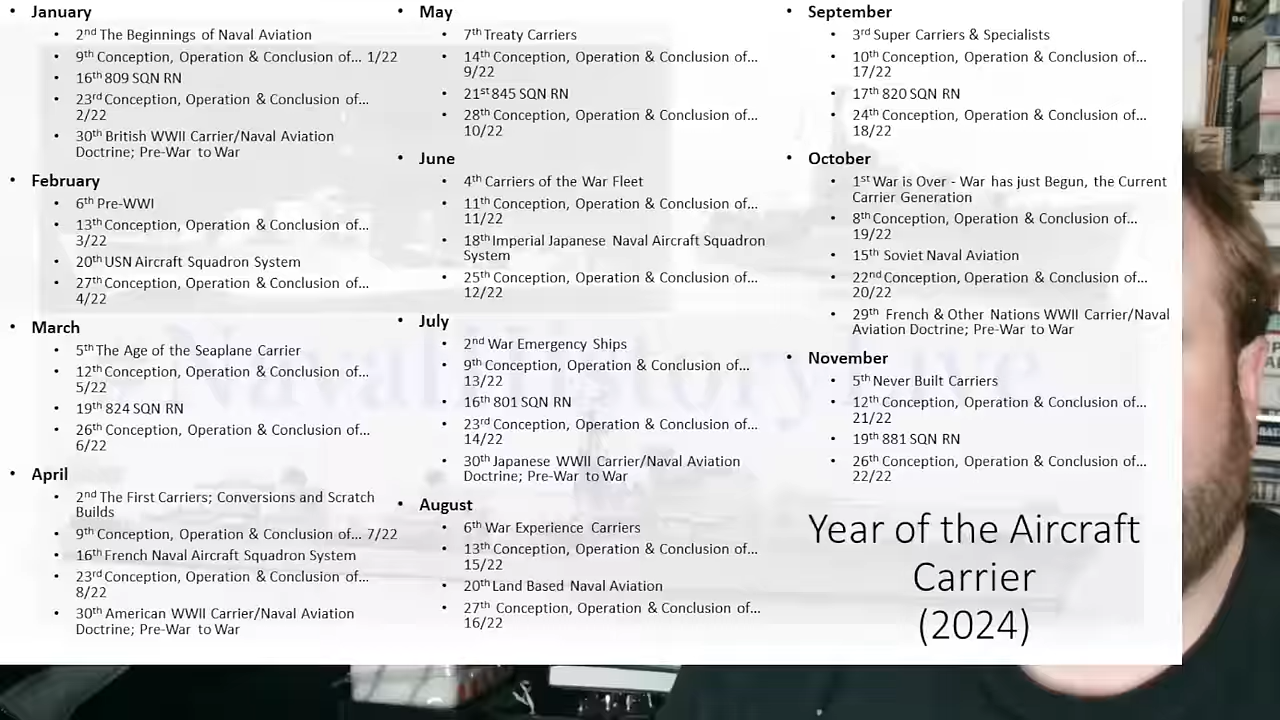 January
2nd The Beginnings of Naval Aviation
9th Conception, Operation & Conclusion of... 1/22
16th 809 SQN RN
23rd Conception, Operation & Conclusion of...
2/22
30th British WWII Carrier/Naval Aviation
Doctrine; Pre-War to War
February
6th Pre-WWI
13th Conception, Operation & Conclusion of...
3/22
20th USN Aircraft Squadron System
27th Conception, Operation & Conclusion of...
4/22
March
5th The Age of the Seaplane Carrier
12th Conception, Operation & Conclusion of...
5/22
19th 824 SQN RN
26th Conception, Operation & Conclusion of...
6/22
April
2nd The First Carriers; Conversions and Scratch
Builds
9th Conception, Operation & Conclusion of... 7/22
16th French Naval Aircraft Squadron System
23rd Conception, Operation & Conclusion of...
8/22
30th American WWII Carrier/Naval Aviation
Doctrine; Pre-War to War
May
7th Treaty Carriers
14th Conception, Operation & Conclusion of...
9/22
21st 845 SQN RN
28th Conception, Operation & Conclusion of...
10/22
June
4th Carriers of the War Fleet
11th Conception, Operation & Conclusion of...
11/22
18th Imperial Japanese Naval Aircraft Squadron
System
25th Conception, Operation & Conclusion of...
12/22
July
2nd War Emergency Ships
9th Conception, Operation & Conclusion of...
13/22
16th 801 SQN RN
23rd Conception, Operation & Conclusion of...
14/22
30th Japanese WWII Carrier/Naval Aviation
Doctrine; Pre-War to War
August
6th War Experience Carriers
13th Conception, Operation & Conclusion of...
15/22
20th Land Based Naval Aviation
27th Conception, Operation & Conclusion of...
16/22
September
3rd Super Carriers & Specialists
10th Conception, Operation & Conclusion of...
17/22
17th 820 SQN RN
24th Conception, Operation & Conclusion of...
18/22
October
1st War is Over - War has just Begun, the Current
Carrier Generation
8th Conception, Operation & Conclusion of...
19/22
15th Soviet Naval Aviation
22nd Conception, Operation & Conclusion of...
20/22
29th French & Other Nations WWII Carrier/Naval
Aviation Doctrine; Pre-War to War
November
5th Never Built Carriers
12th Conception, Operation & Conclusion of...
21/22
19th 881 SQN RN
26th Conception, Operation & Conclusion of...
22/22
Year of the Aircraft
Carrier
(2024)
Naval History Live